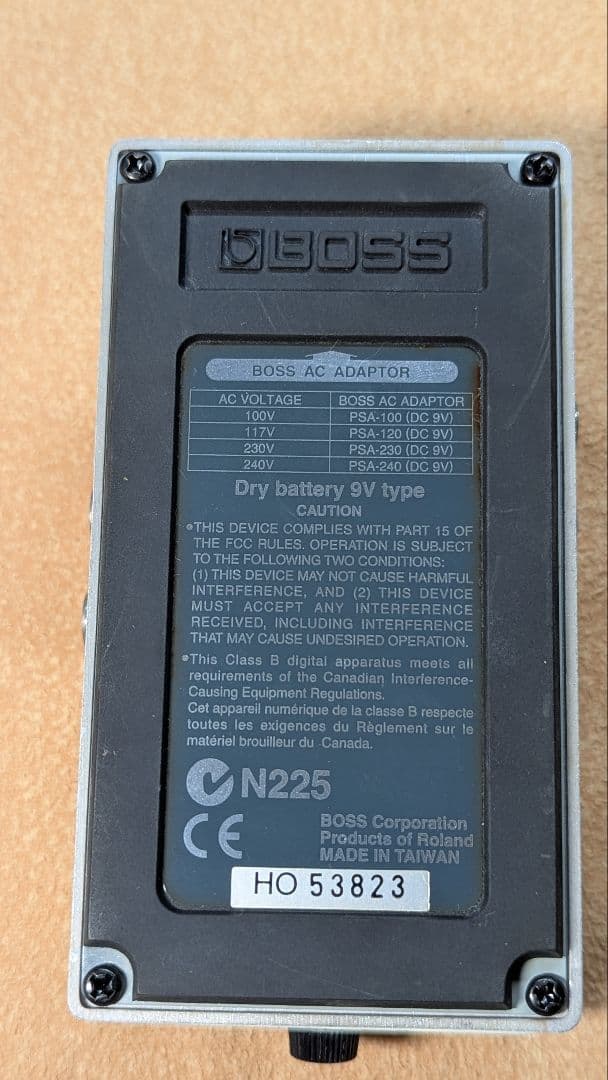 BOSS
BOSS AC ADAPTOR
AC VOLTAGE BOSS AC ADAPTOR
100V PSA-100 (DC 9V)
117V PSA-120 (DC 9V)
230V PSA-230 (DC 9V)
240V PSA-240 (DC 9V)
Dry battery 9V type
CAUTION
●THIS DEVICE COMPLIES WITH PART 15 OF
THE FCC RULES. OPERATION IS SUBJECT
TO THE FOLLOWING TWO CONDITIONS:
(1) THIS DEVICE MAY NOT CAUSE HARMFUL
INTERFERENCE, AND (2) THIS DEVICE
MUST ACCEPT ANY INTERFERENCE
RECEIVED, INCLUDING INTERFERENCE
THAT MAY CAUSE UNDESIRED OPERATION.
●This Class B digital apparatus meets all
requirements of the Canadian Interference-
Causing Equipment Regulations.
Cet appareil numérique de la classe B respecte
toutes les exigences du Règlement sur le
matériel brouilleur du Canada.
N225
CE
BOSS Corporation
Products of Roland
MADE IN TAIWAN
HO 53823